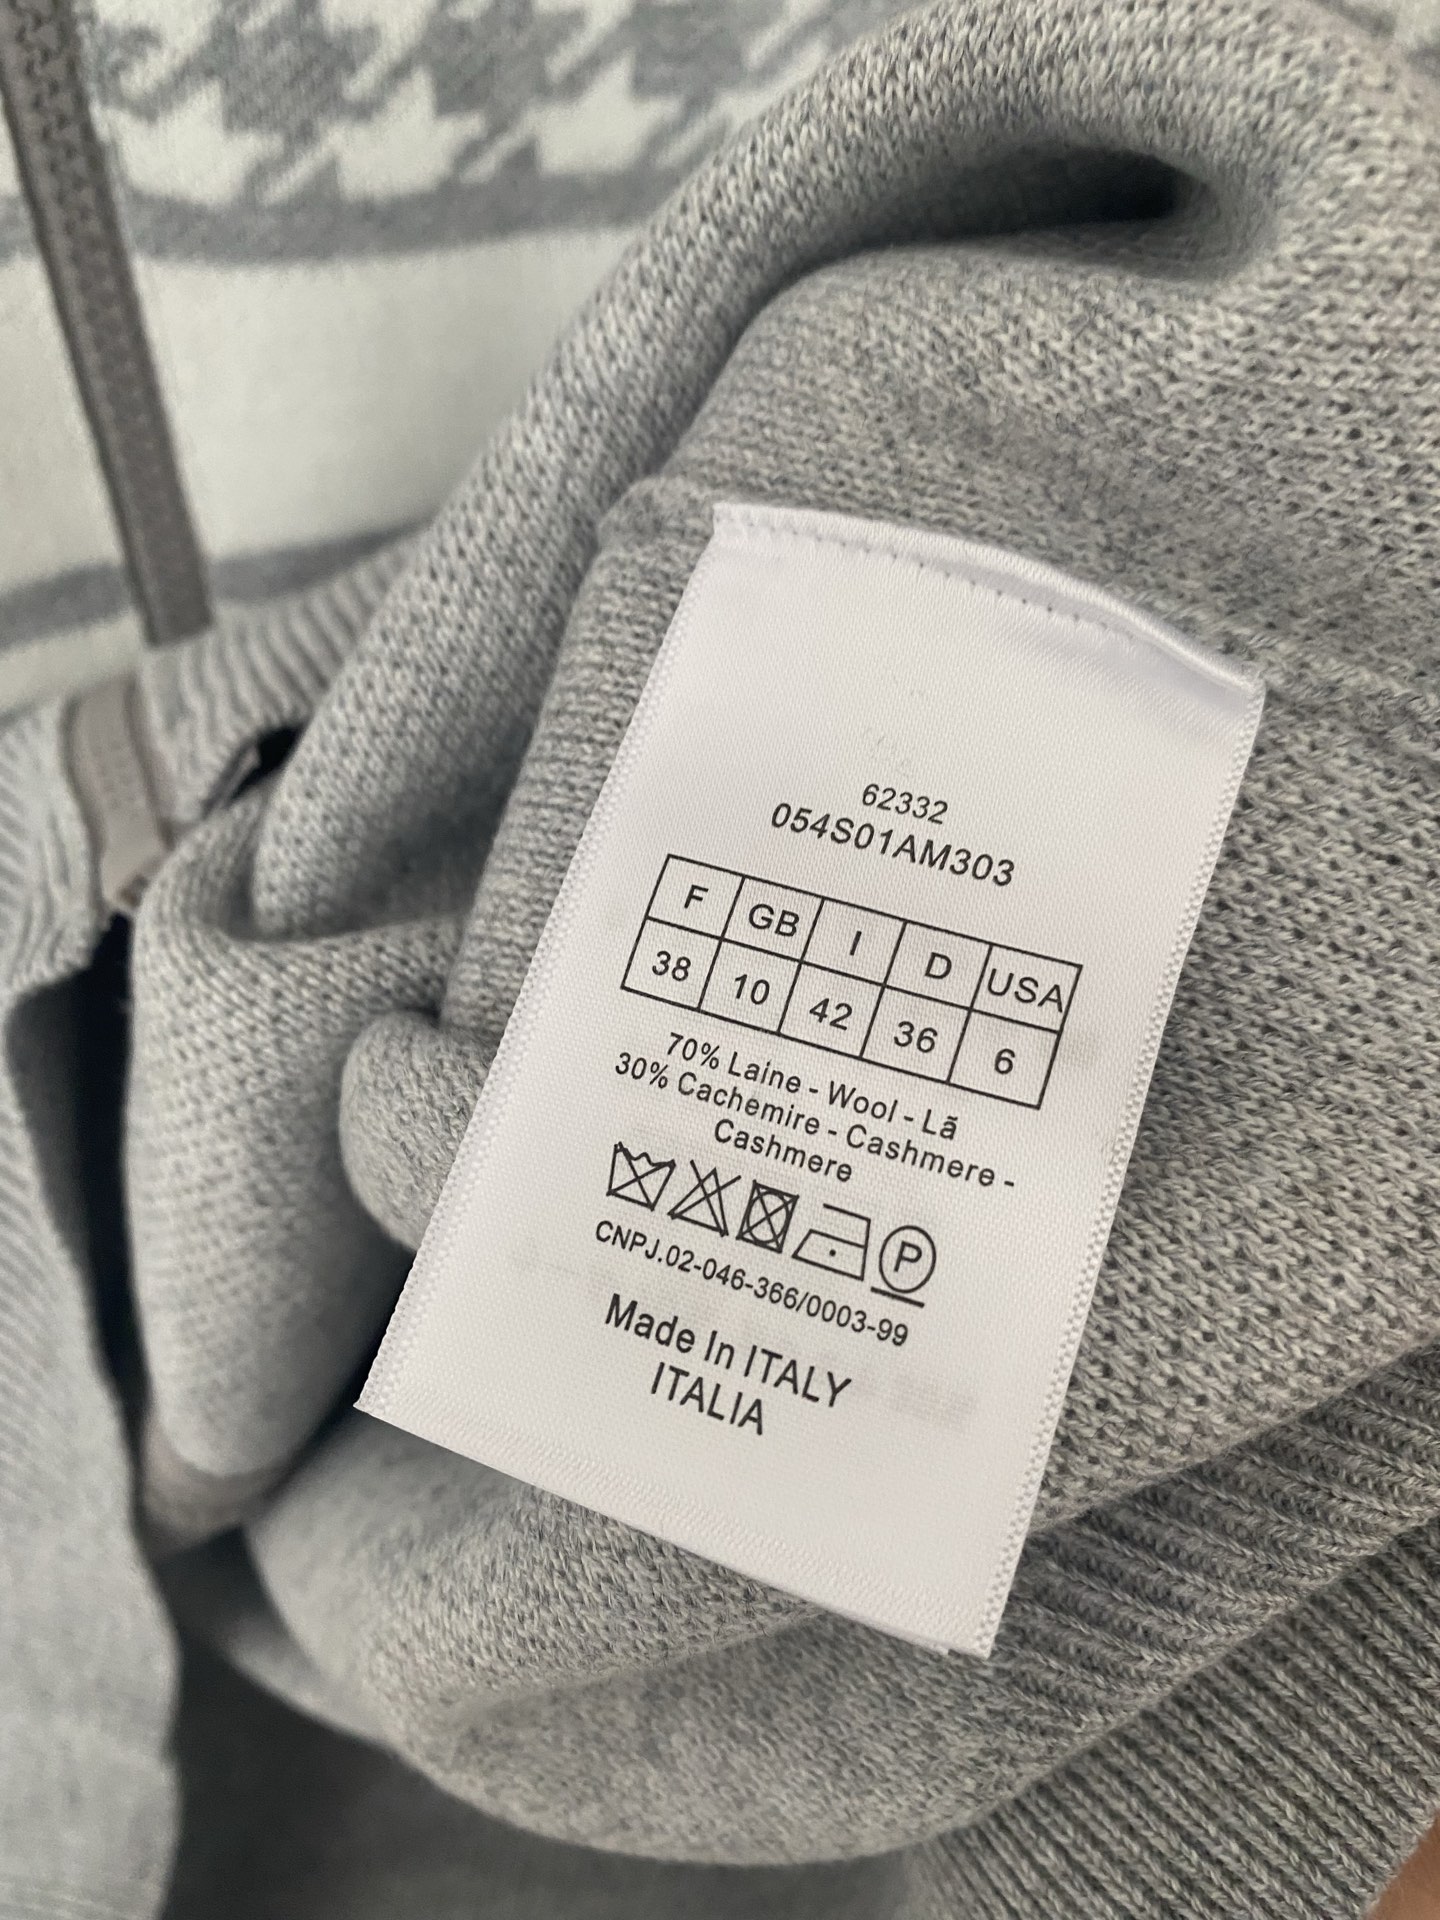 62332
054S01AM303
F GB I D USA
38 10 42 36 6
70% Laine - Wool - Lã
30% Cachemire - Cashmere -
Cashmere
P
CNPJ.02-046-366/0003-99
Made In ITALY
ITALIA